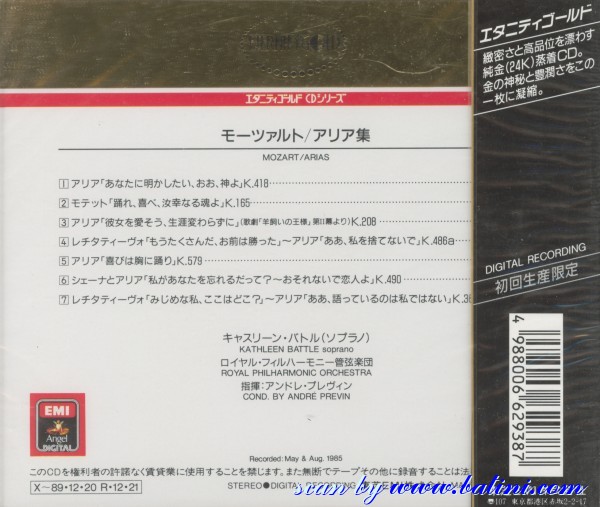 エタニティゴールド
緻密さと高品位を漂わす
純金(24K)蒸着CD。
金の神秘と豊潤さをこの
一枚に凝縮。
エタニティゴールド CDシリーズ
モーツァルト/アリア集
MOZART/ARIAS
1 アリア「あなたに明かしたい、おお、神よ」K.418
2 モテット「踊れ、喜べ、汝幸なる魂よ」K.165
3 アリア「彼女を愛そう、生涯変わらずに」(歌劇「羊飼いの王様」第II幕より)K.208
4 レチタティーヴォ「もうたくさんだ、お前は勝った」〜アリア「ああ、私を捨てないで」K.486a
5 アリア「喜びは胸に踊り」K.579
6 シェーナとアリア「私があなたを忘れるだって?〜おそれないで恋人よ」K.490
7 レチタティーヴォ「みじめな私、ここはどこ?」〜アリア「ああ、語っているのは私ではない」K.36
キャスリーン・バトル(ソプラノ)
KATHLEEN BATTLE soprano
ロイヤル・フィルハーモニー管弦楽団
ROYAL PHILHARMONIC ORCHESTRA
指揮:アンドレ・プレヴィン
COND. BY ANDRÉ PREVIN
DIGITAL RECORDING
初回生産限定
4988006629387
EMI
Angel
DIGITAL
Recorded: May & Aug. 1985
このCDを権利者の許諾なく賃貸業に使用することを禁じます。また無断でテープその他に録音することは法
X-89・12・20 R・12・21
STEREO●DIGITAL RECORDING
scan by www.balimi.com
〒107 東京都港区赤坂2-2-17